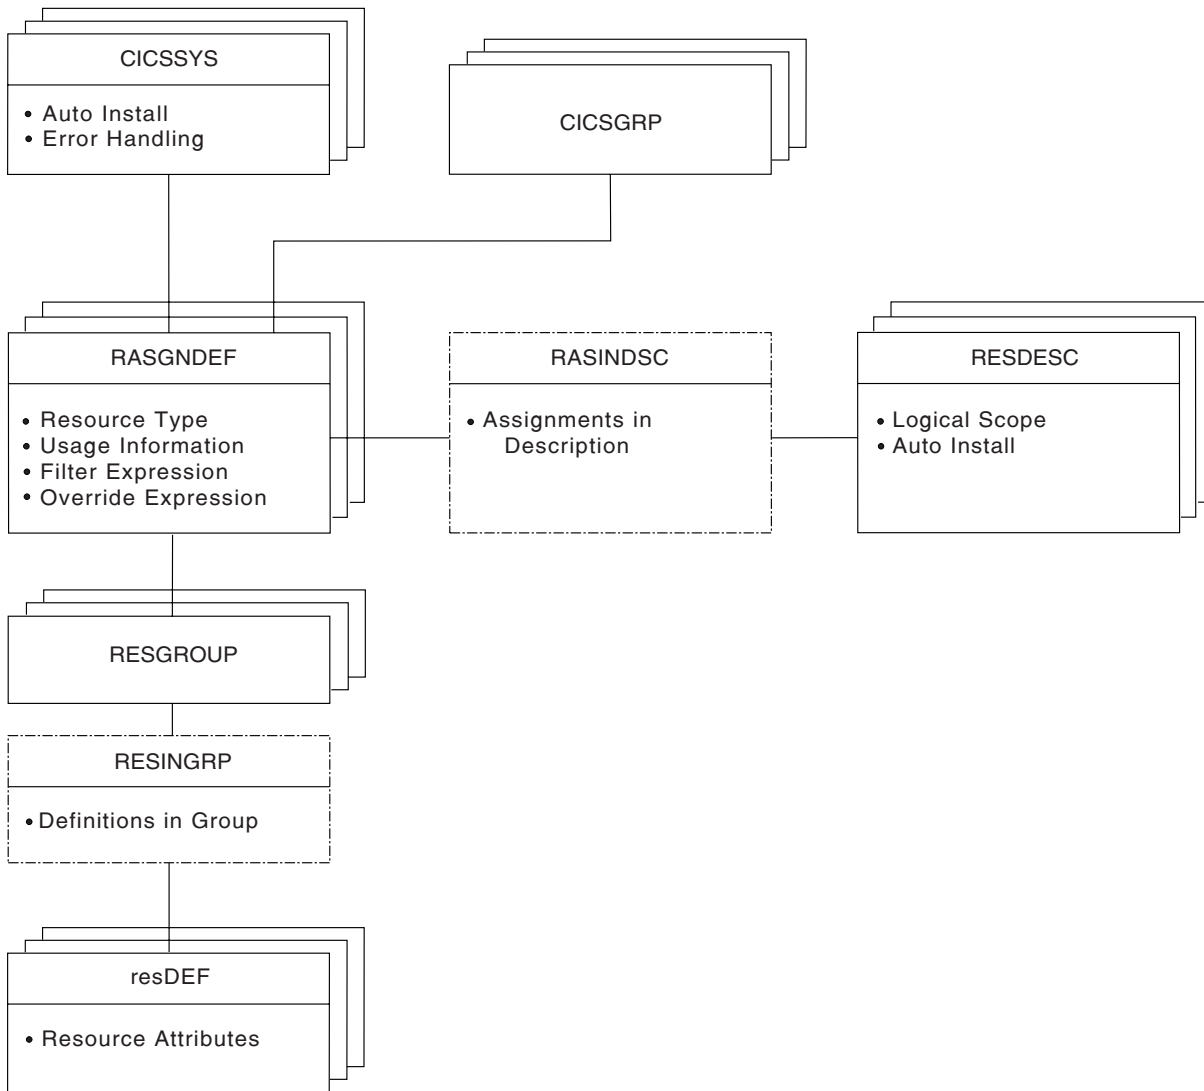 CICSSYS
• Auto Install
• Error Handling
CICSGRP
RASGNDEF
• Resource Type
• Usage Information
• Filter Expression
• Override Expression
RASINDSC
• Assignments in
Description
RESDESC
• Logical Scope
• Auto Install
RESGROUP
RESINGRP
• Definitions in Group
resDEF
• Resource Attributes